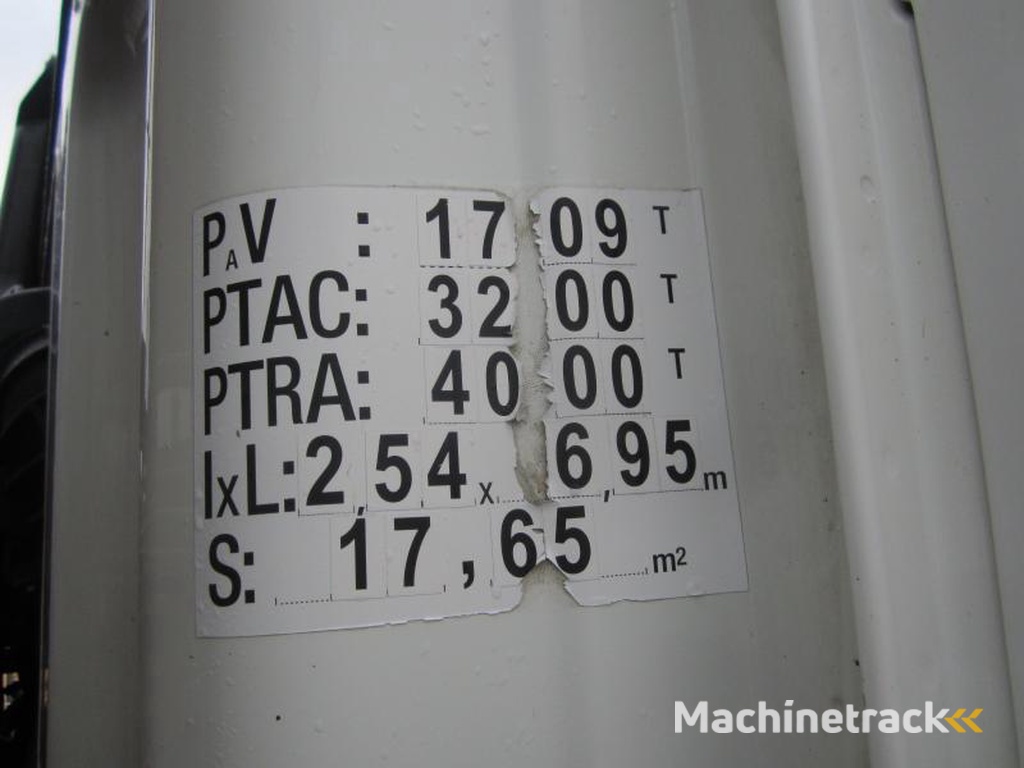 PAV : 17 09 T
PTAC: 32 00 T
PTRA: 40 00 T
lxL: 2,54 x 6,95 m
S: 17,65 m²
Machinetrack